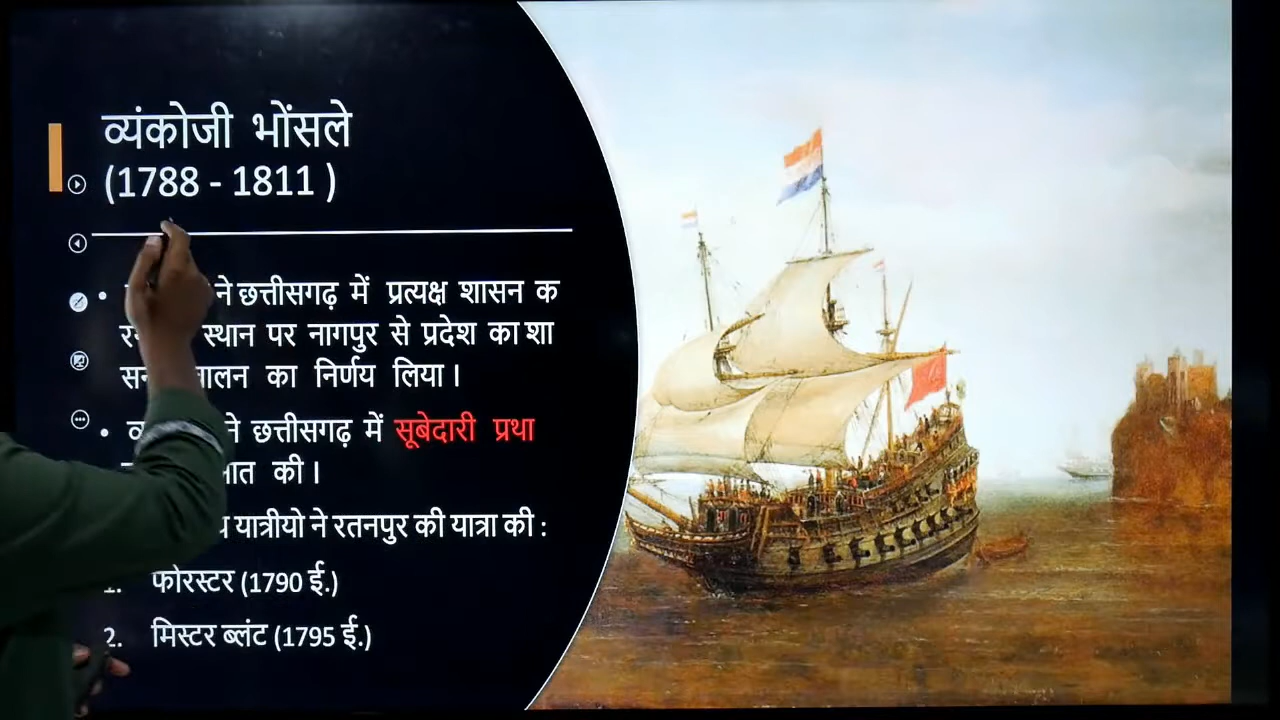 व्यंकोजी भोंसले
(1788 - 1811 )
• ने छत्तीसगढ़ में प्रत्यक्ष शासन क
स्थान पर नागपुर से प्रदेश का शा
का निर्णय लिया ।
• ने छत्तीसगढ़ में सूबेदारी प्रथा
की ।
यात्रीयो ने रतनपुर की यात्रा की :
1. फोरस्टर (1790 ई.)
2. मिस्टर ब्लंट (1795 ई.)